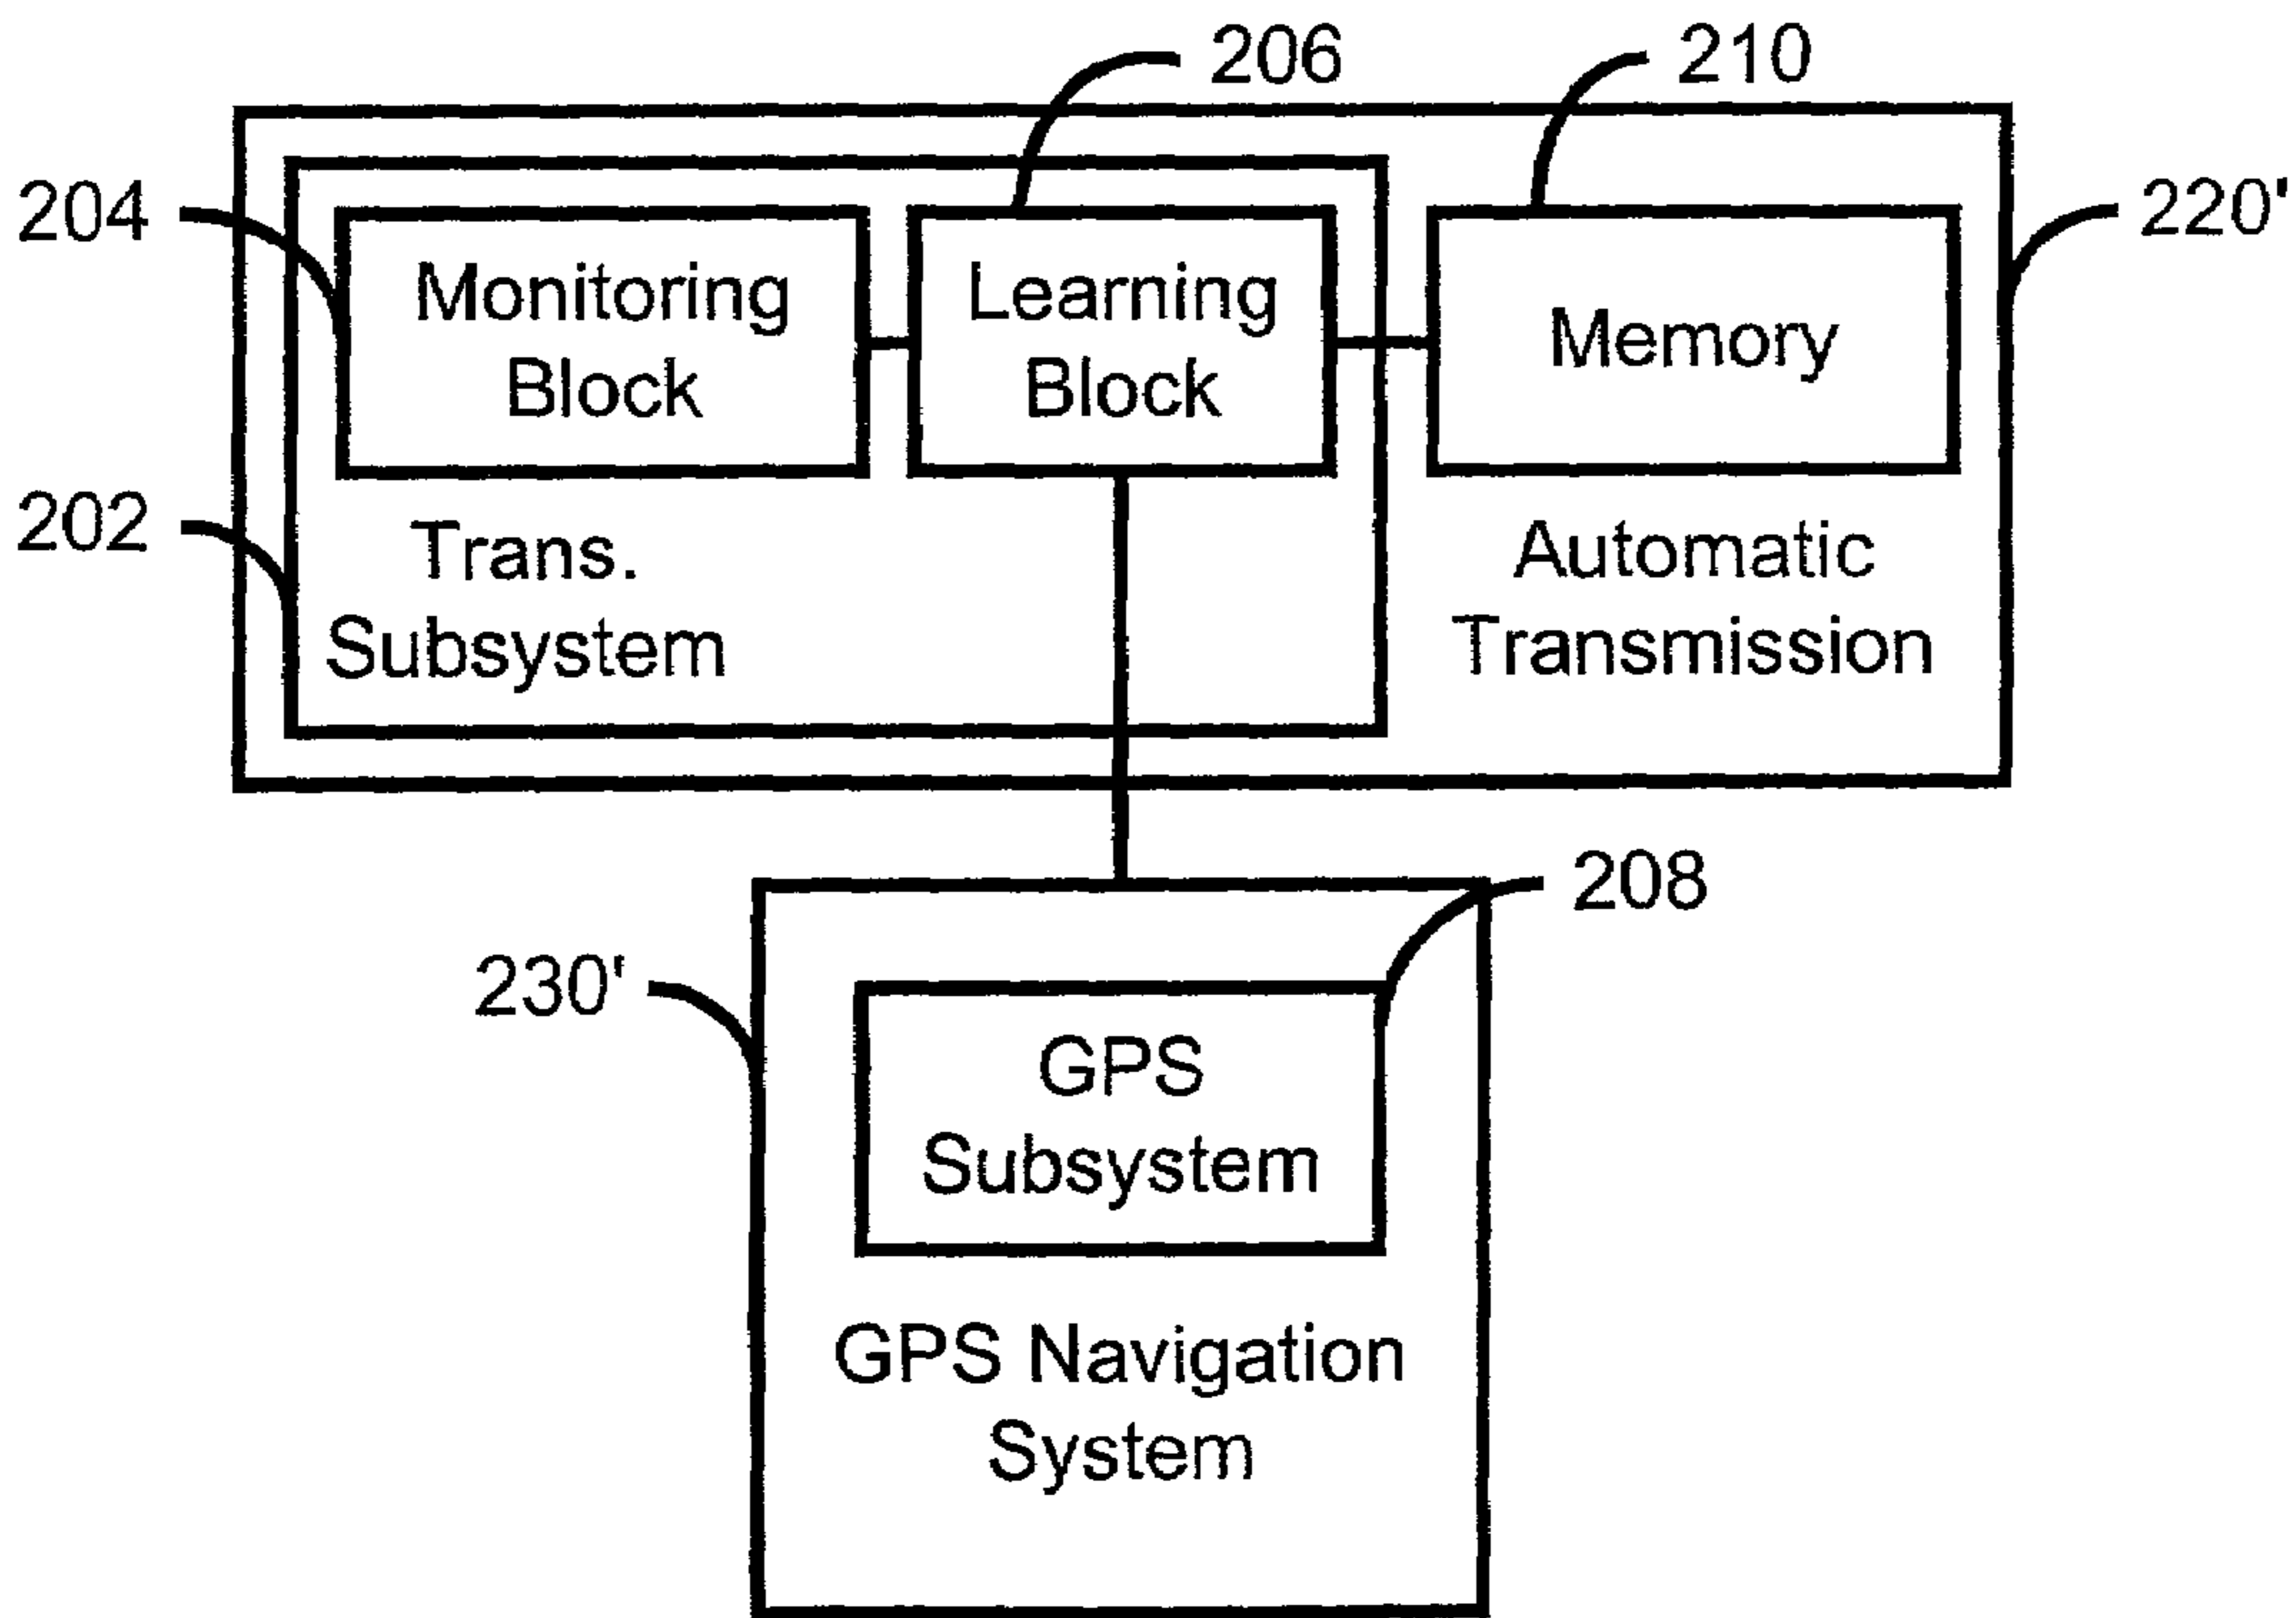 206
210
204
220'
Monitoring
Block
Learning
Block
Memory
202
Trans.
Subsystem
Automatic
Transmission
208
230'
GPS
Subsystem
GPS Navigation
System